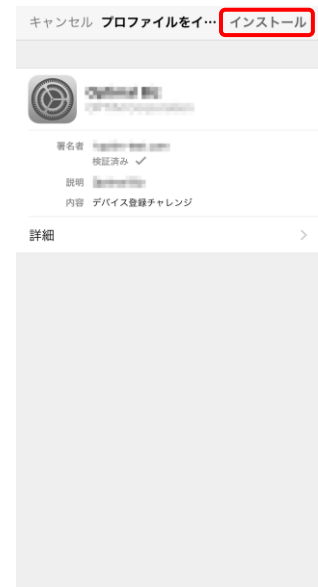 キャンセル プロファイルをイ… インストール
署名者
検証済み ✓
説明
内容 デバイス登録チャレンジ
詳細